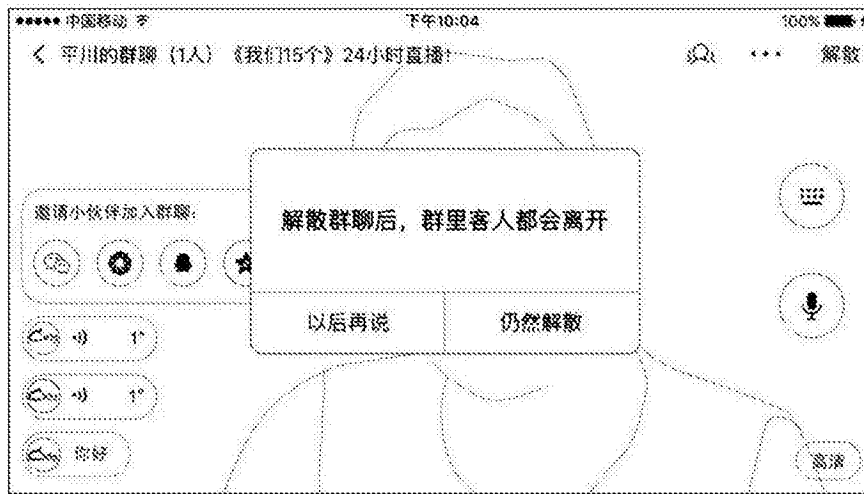 中国移动 下午10:04 100%
平川的群聊（1人）《我们15个》24小时直播！ 解散
邀请小伙伴加入群聊：
解散群聊后，群里客人都会离开
以后再说 仍然解散
1"
1"
你好
高清